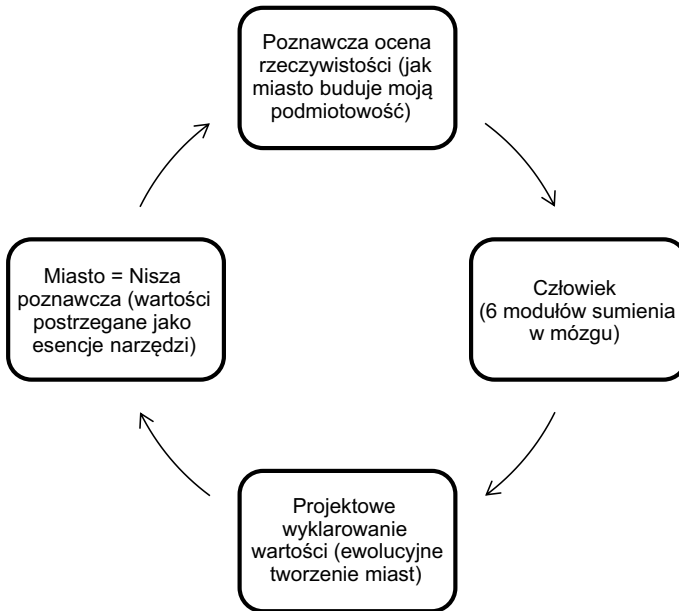 Poznawcza ocena
rzeczywistości (jak
miasto buduje moją
podmiotowość)
Miasto = Nisza
poznawcza (wartości
postrzegane jako
esencje narzędzi)
Człowiek
(6 modułów sumienia
w mózgu)
Projektowe
wyklarowanie
wartości (ewolucyjne
tworzenie miast)